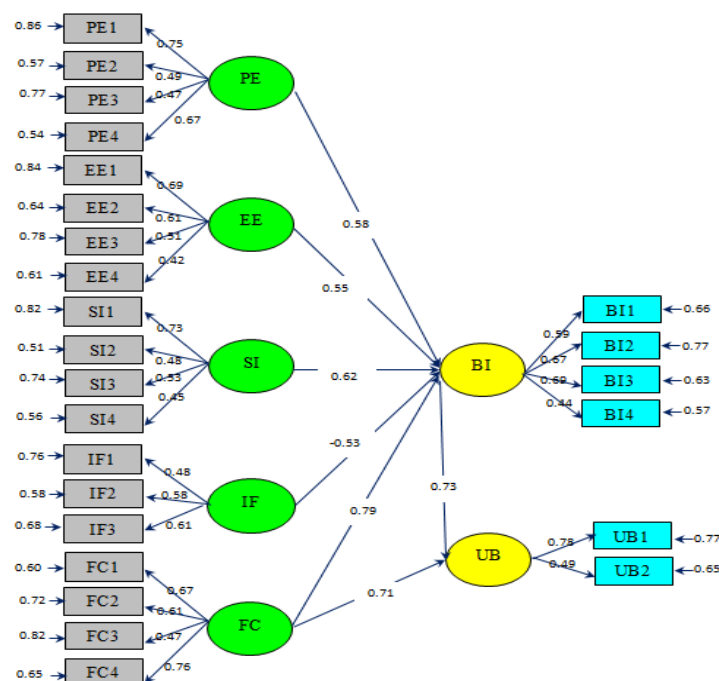 0.86 PE1
0.75
0.57 PE2
0.49
0.77 PE3
0.47
0.54 PE4
0.67
PE
0.84 EE1
0.69
0.64 EE2
0.61
0.78 EE3
0.51
0.61 EE4
0.42
EE
0.82 SI1
0.73
0.51 SI2
0.48
0.74 SI3
0.53
0.56 SI4
0.45
SI
0.76 IF1
0.48
0.58 IF2
0.58
0.68 IF3
0.61
IF
0.60 FC1
0.67
0.72 FC2
0.61
0.82 FC3
0.47
0.65 FC4
0.76
FC
0.58
0.55
0.62
-0.53
0.79
0.71
0.73
BI
0.59
BI1 0.66
0.67
BI2 0.77
0.69
BI3 0.63
0.44
BI4 0.57
UB
0.78
UB1 0.77
0.49
UB2 0.65